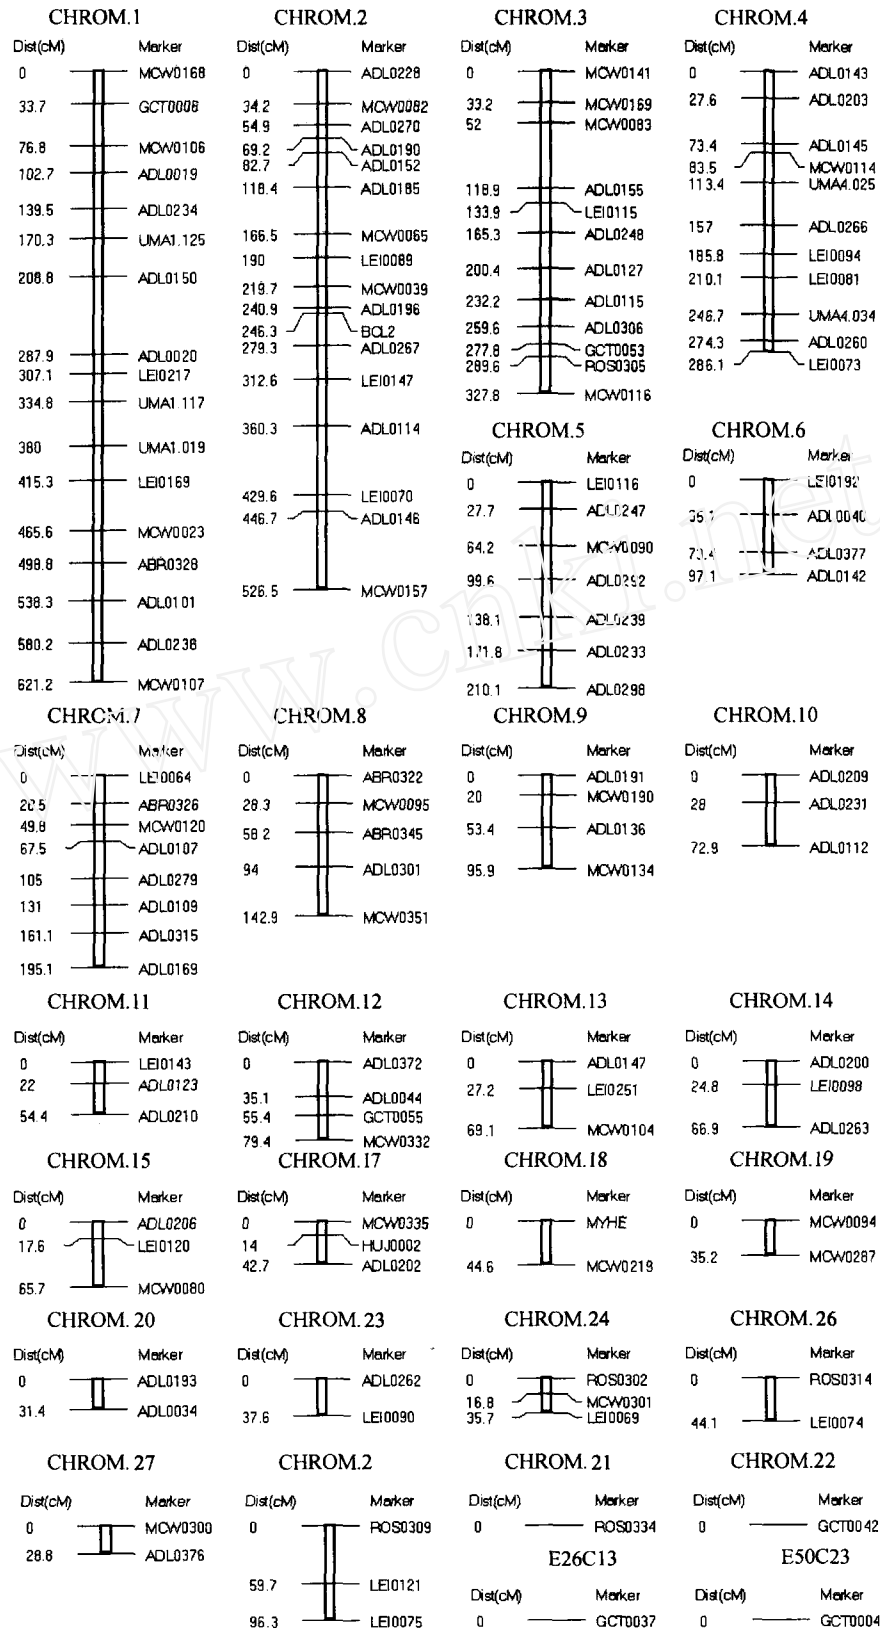 CHROM.1
Dist(cM) Marker
0 MCW0168
33.7 GCT0006
76.8 MCW0106
102.7 ADL0019
139.5 ADL0234
170.3 UMA1.125
208.8 ADL0150
287.9 ADL0020
307.1 LEI0217
334.8 UMA1.117
380 UMA1.019
415.3 LEI0169
465.6 MCW0023
498.8 ABR0328
538.3 ADL0101
580.2 ADL0238
621.2 MCW0107
CHROM.2
Dist(cM) Marker
0 ADL0228
34.2 MCW0082
54.9 ADL0270
69.2 ADL0190
82.7 ADL0152
118.4 ADL0185
166.5 MCW0065
190 LEI0089
218.7 MCW0039
240.9 ADL0196
246.3 BCL2
279.3 ADL0267
312.6 LEI0147
360.3 ADL0114
429.6 LEI0070
446.7 ADL0146
526.5 MCW0157
CHROM.3
Dist(cM) Marker
0 MCW0141
33.2 MCW0169
52 MCW0083
118.9 ADL0155
133.9 LEI0115
165.3 ADL0248
200.4 ADL0127
232.2 ADL0115
259.6 ADL0306
277.8 GCT0053
289.6 ROS0305
327.8 MCW0116
CHROM.4
Dist(cM) Marker
0 ADL0143
27.6 ADL0203
73.4 ADL0145
83.5 MCW0114
113.4 UMA4.025
157 ADL0266
185.8 LEI0094
210.1 LEI0081
246.7 UMA4.034
274.3 ADL0260
286.1 LEI0073
CHROM.5
Dist(cM) Marker
0 LEI0116
27.7 ADL0247
64.2 MCW0090
99.6 ADL0292
138.1 ADL0239
171.8 ADL0233
210.1 ADL0298
CHROM.6
Dist(cM) Marker
0 LEI0192
ADL0040
ADL0377
97.1 ADL0142
CHROM.7
Dist(cM) Marker
0 LEI0064
20.5 ABR0326
49.8 MCW0120
67.5 ADL0107
105 ADL0279
131 ADL0109
161.1 ADL0315
195.1 ADL0169
CHROM.8
Dist(cM) Marker
0 ABR0322
28.3 MCW0095
58.2 ABR0345
94 ADL0301
142.9 MCW0351
CHROM.9
Dist(cM) Marker
0 ADL0191
20 MCW0190
53.4 ADL0136
95.9 MCW0134
CHROM.10
Dist(cM) Marker
0 ADL0209
28 ADL0231
72.9 ADL0112
CHROM.11
Dist(cM) Marker
0 LEI0143
22 ADL0123
54.4 ADL0210
CHROM.12
Dist(cM) Marker
0 ADL0372
35.1 ADL0044
55.4 GCT0055
79.4 MCW0332
CHROM.13
Dist(cM) Marker
0 ADL0147
27.2 LEI0251
69.1 MCW0104
CHROM.14
Dist(cM) Marker
0 ADL0200
24.8 LEI0098
66.9 ADL0263
CHROM.15
Dist(cM) Marker
0 ADL0206
17.6 LEI0120
65.7 MCW0080
CHROM.17
Dist(cM) Marker
0 MCW0335
14 HUJ0002
42.7 ADL0202
CHROM.18
Dist(cM) Marker
0 MYHE
44.6 MCW0219
CHROM.19
Dist(cM) Marker
0 MCW0094
35.2 MCW0287
CHROM.20
Dist(cM) Marker
0 ADL0193
31.4 ADL0034
CHROM.23
Dist(cM) Marker
0 ADL0262
37.6 LEI0090
CHROM.24
Dist(cM) Marker
0 ROS0302
16.8 MCW0301
35.7 LEI0069
CHROM.26
Dist(cM) Marker
0 ROS0314
44.1 LEI0074
CHROM.27
Dist(cM) Marker
0 MCW0300
28.8 ADL0376
CHROM.2
Dist(cM) Marker
0 ROS0309
59.7 LEI0121
96.3 LEI0075
CHROM.21
Dist(cM) Marker
0 ROS0334
CHROM.22
Dist(cM) Marker
0 GCT0042
E26C13
Dist(cM) Marker
0 GCT0037
E50C23
Dist(cM) Marker
0 GCT0004
www.cnki.net